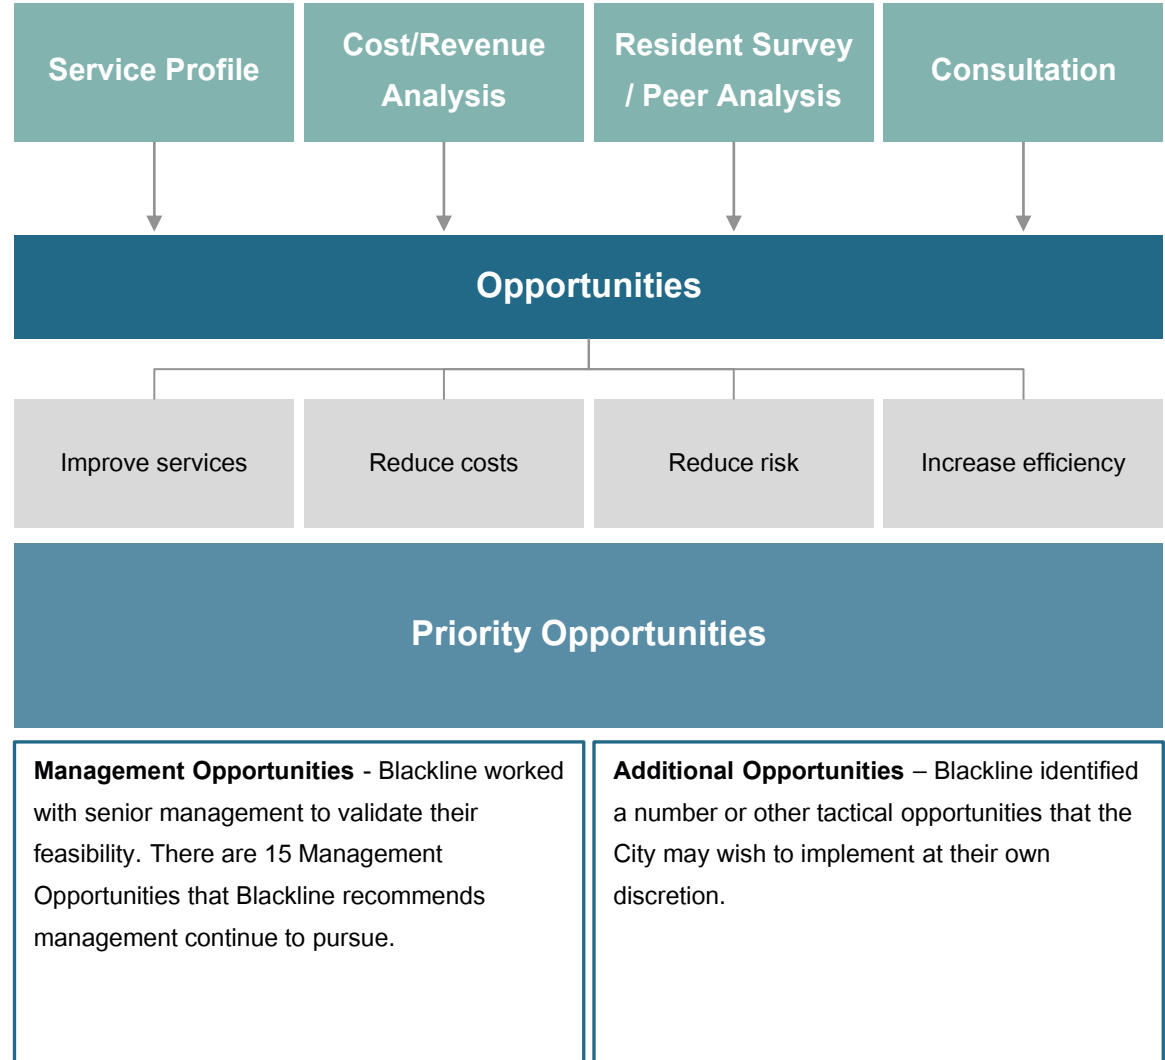 Service Profile
Cost/Revenue
Analysis
Resident Survey
/ Peer Analysis
Consultation
Opportunities
Improve services
Reduce costs
Reduce risk
Increase efficiency
Priority Opportunities
Management Opportunities - Blackline worked
with senior management to validate their
feasibility. There are 15 Management
Opportunities that Blackline recommends
management continue to pursue.
Additional Opportunities – Blackline identified
a number or other tactical opportunities that the
City may wish to implement at their own
discretion.